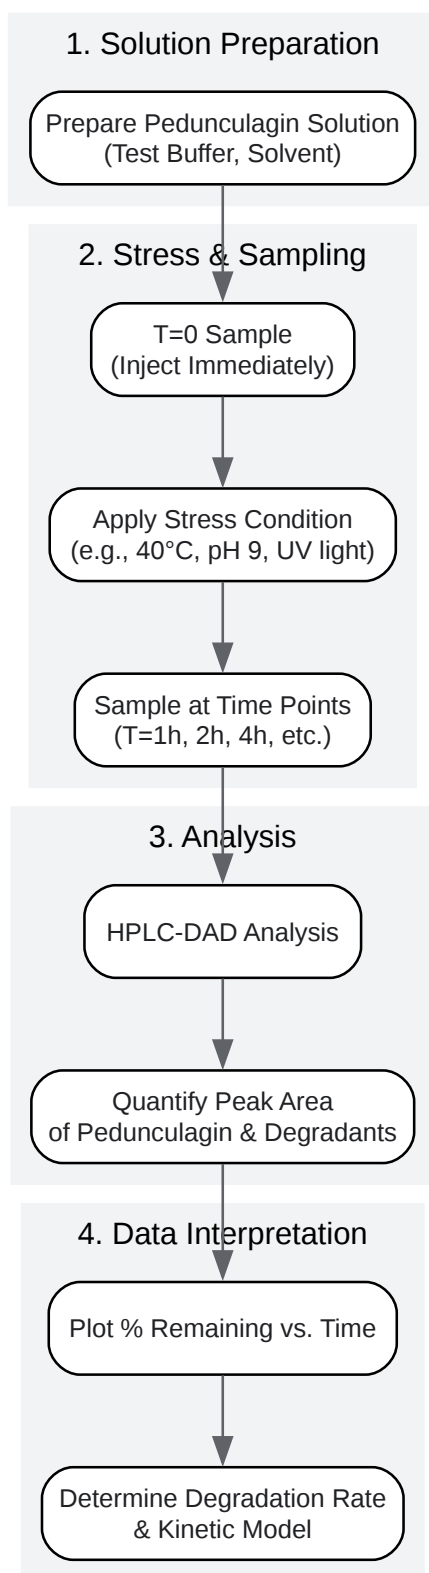 1. Solution Preparation
Prepare Pedunculagin Solution
(Test Buffer, Solvent)
2. Stress & Sampling
T=0 Sample
(Inject Immediately)
Apply Stress Condition
(e.g., 40°C, pH 9, UV light)
Sample at Time Points
(T=1h, 2h, 4h, etc.)
3. Analysis
HPLC-DAD Analysis
Quantify Peak Area
of Pedunculagin & Degradants
4. Data Interpretation
Plot % Remaining vs. Time
Determine Degradation Rate
& Kinetic Model